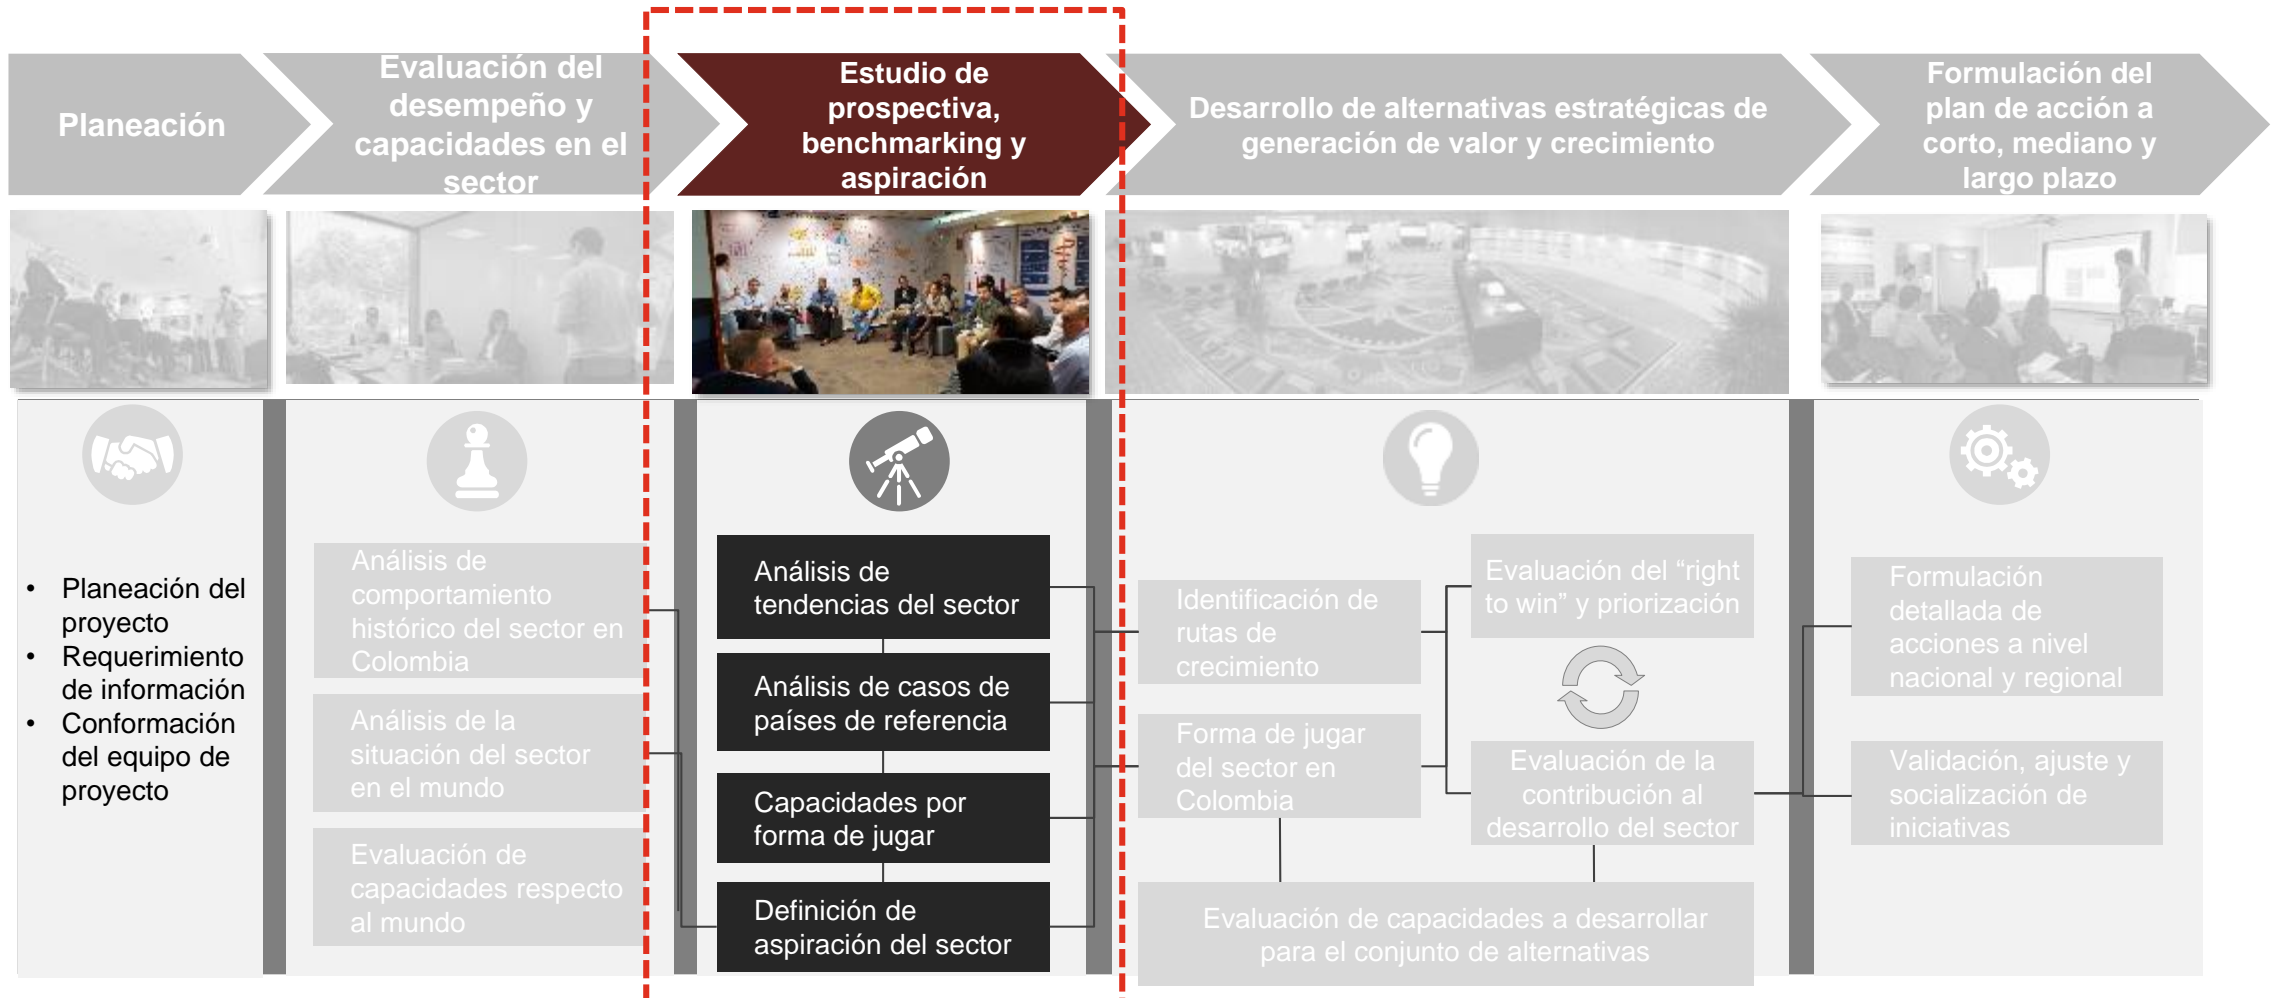 Planeación
Evaluación del
desempeño y
capacidades en el
sector
Estudio de
prospectiva,
benchmarking y
aspiración
Desarrollo de alternativas estratégicas de
generación de valor y crecimiento
Formulación del
plan de acción a
corto, mediano y
largo plazo
• Planeación del
proyecto
• Requerimiento
de información
• Conformación
del equipo de
proyecto
Análisis de
comportamiento
histórico del sector en
Colombia
Análisis de la
situación del sector
en el mundo
Evaluación de
capacidades respecto
al mundo
Análisis de
tendencias del sector
Análisis de casos de
países de referencia
Capacidades por
forma de jugar
Definición de
aspiración del sector
Identificación de
rutas de
crecimiento
Forma de jugar
del sector en
Colombia
Evaluación del “right
to win” y priorización
Evaluación de la
contribución al
desarrollo del sector
Evaluación de capacidades a desarrollar
para el conjunto de alternativas
Formulación
detallada de
acciones a nivel
nacional y regional
Validación, ajuste y
socialización de
iniciativas